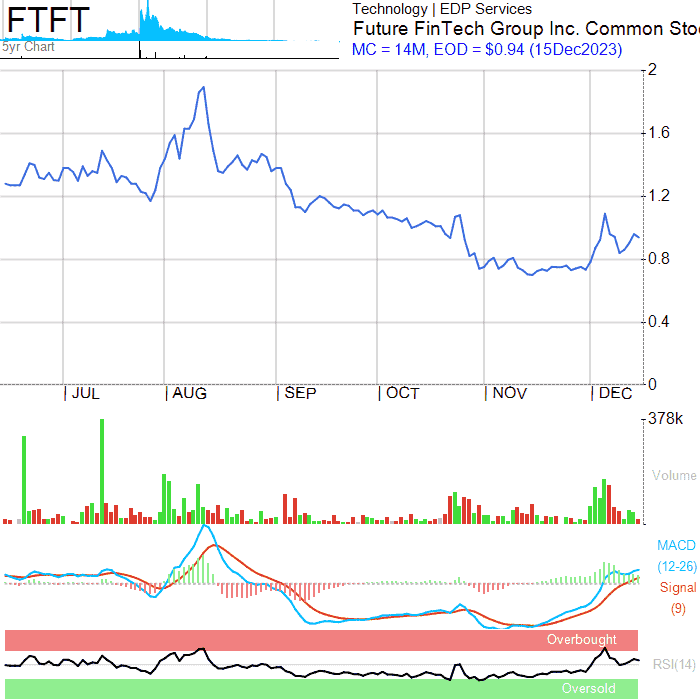 FTFT
5yr Chart
Technology | EDP Services
Future FinTech Group Inc. Common Stoc
MC = 14M, EOD = $0.94 (15Dec2023)
2
1.6
1.2
0.8
0.4
0
JUL AUG SEP OCT NOV DEC
378k
Volume
MACD
(12-26)
Signal
(9)
Overbought
RSI(14)
Oversold